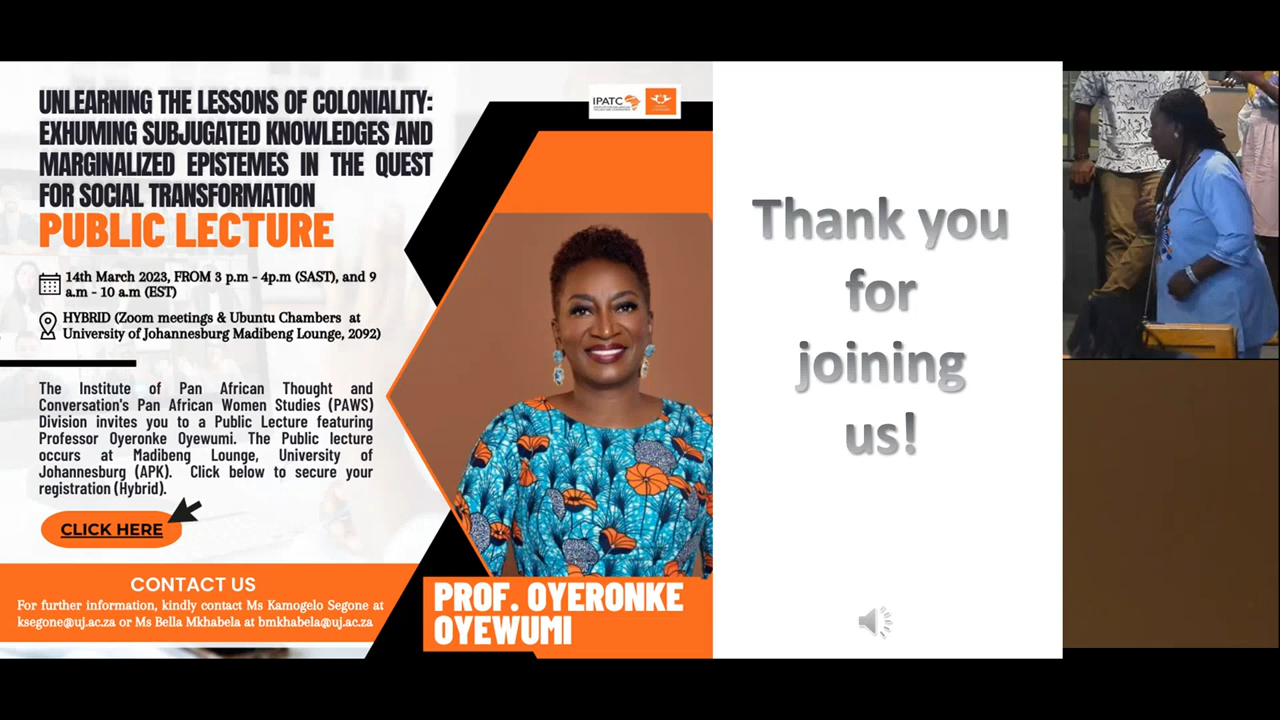 UNLEARNING THE LESSONS OF COLONIALITY:
EXHUMING SUBJUGATED KNOWLEDGES AND
MARGINALIZED EPISTEMES IN THE QUEST
FOR SOCIAL TRANSFORMATION
PUBLIC LECTURE
14th March 2023, FROM 3 p.m - 4p.m (SAST), and 9
a.m - 10 a.m (EST)
HYBRID (Zoom meetings & Ubuntu Chambers at
University of Johannesburg Madibeng Lounge, 2092)
The Institute of Pan African Thought and
Conversation's Pan African Women Studies (PAWS)
Division invites you to a Public Lecture featuring
Professor Oyeronke Oyewumi. The Public lecture
occurs at Madibeng Lounge, University of
Johannesburg (APK). Click below to secure your
registration (Hybrid).
CLICK HERE
CONTACT US
For further information, kindly contact Ms Kamogelo Segone at
ksegone@uj.ac.za or Ms Bella Mkhabela at bmkhabela@uj.ac.za
IPATC
PROF. OYERONKE
OYEWUMI
Thank you
for
joining
us!